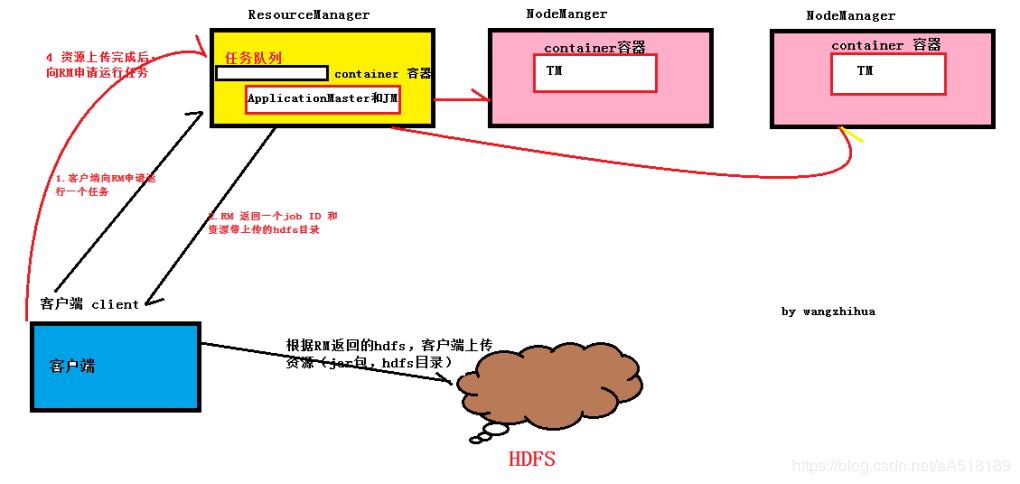 ResourceManager
NodeManger
NodeManager
4 资源上传完成后,
向RM申请运行任务
任务队列
container 容器
ApplicationMaster和JM
container容器
TM
container 容器
TM
1.客户端向RM申请运
行一个任务
2.RM 返回一个job ID 和
资源带上传的hdfs目录
客户端 client
by wangzhihua
客户端
根据RM返回的hdfs,客户端上传
资源(jar包,hdfs目录)
HDFS
https://blog.csdn.net/aA518189